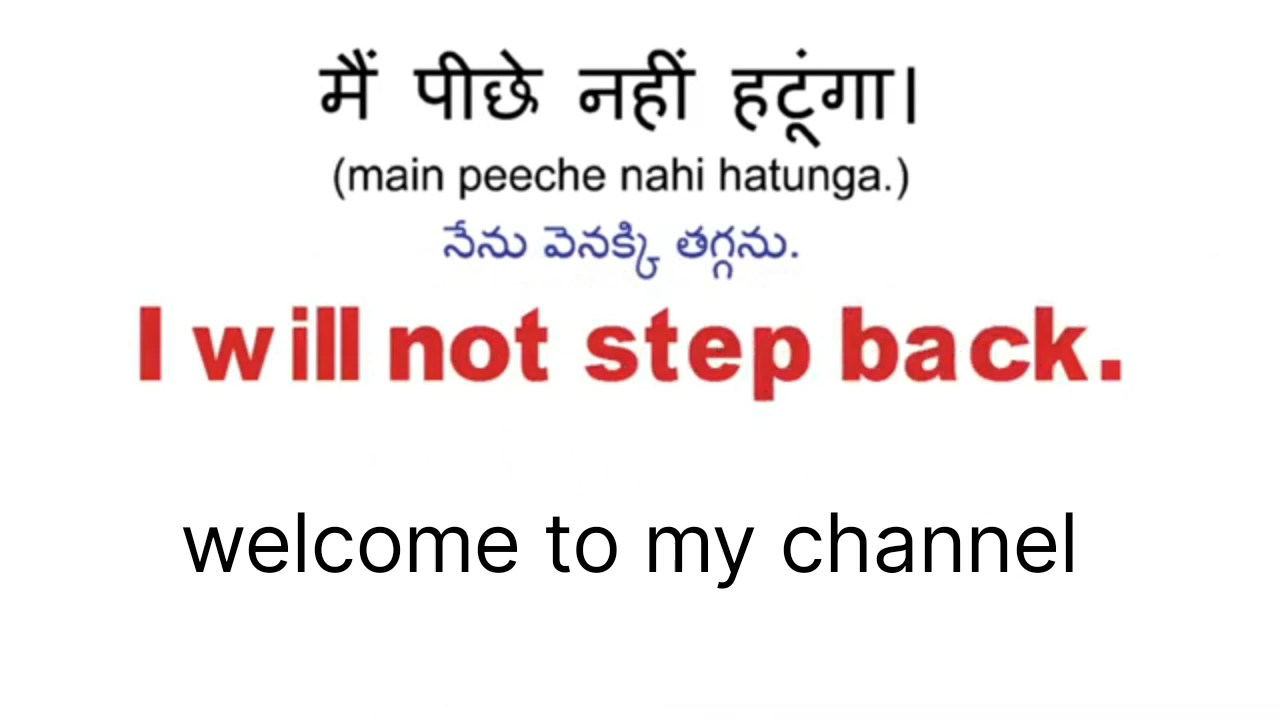 मैं पीछे नहीं हटूंगा।
(main peeche nahi hatunga.)
నేను వెనక్కి తగ్గను.
I will not step back.
welcome to my channel